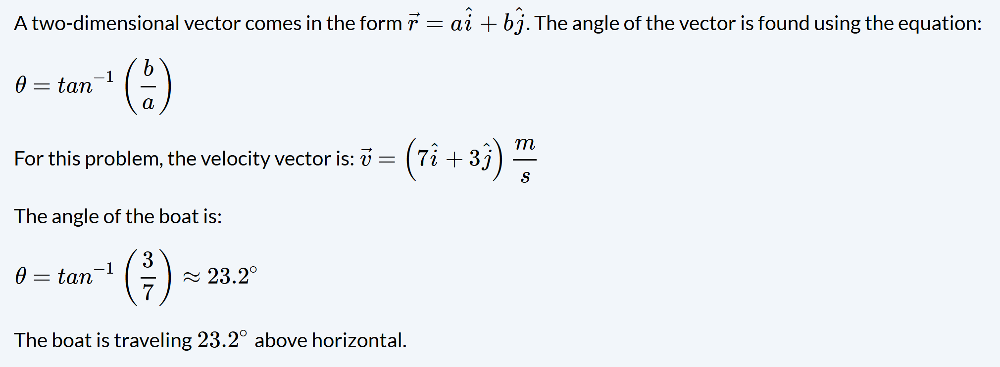 A two-dimensional vector comes in the form $\vec{r} = a\hat{i} + b\hat{j}$. The angle of the vector is found using the equation:
$\theta = tan^{-1}\left(\frac{b}{a}\right)$
For this problem, the velocity vector is: $\vec{v} = \left(7\hat{i} + 3\hat{j}\right)\frac{m}{s}$
The angle of the boat is:
$\theta = tan^{-1}\left(\frac{3}{7}\right) \approx 23.2^\circ$
The boat is traveling $23.2^\circ$ above horizontal.